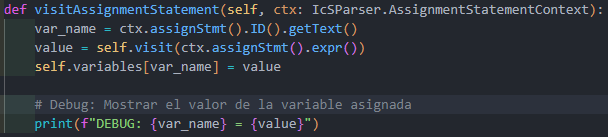 def visitAssignmentStatement(self, ctx: IcSParser.AssignmentStatementContext):
    var_name = ctx.assignStmt().ID().getText()
    value = self.visit(ctx.assignStmt().expr())
    self.variables[var_name] = value

    # Debug: Mostrar el valor de la variable asignada
    print(f"DEBUG: {var_name} = {value}")